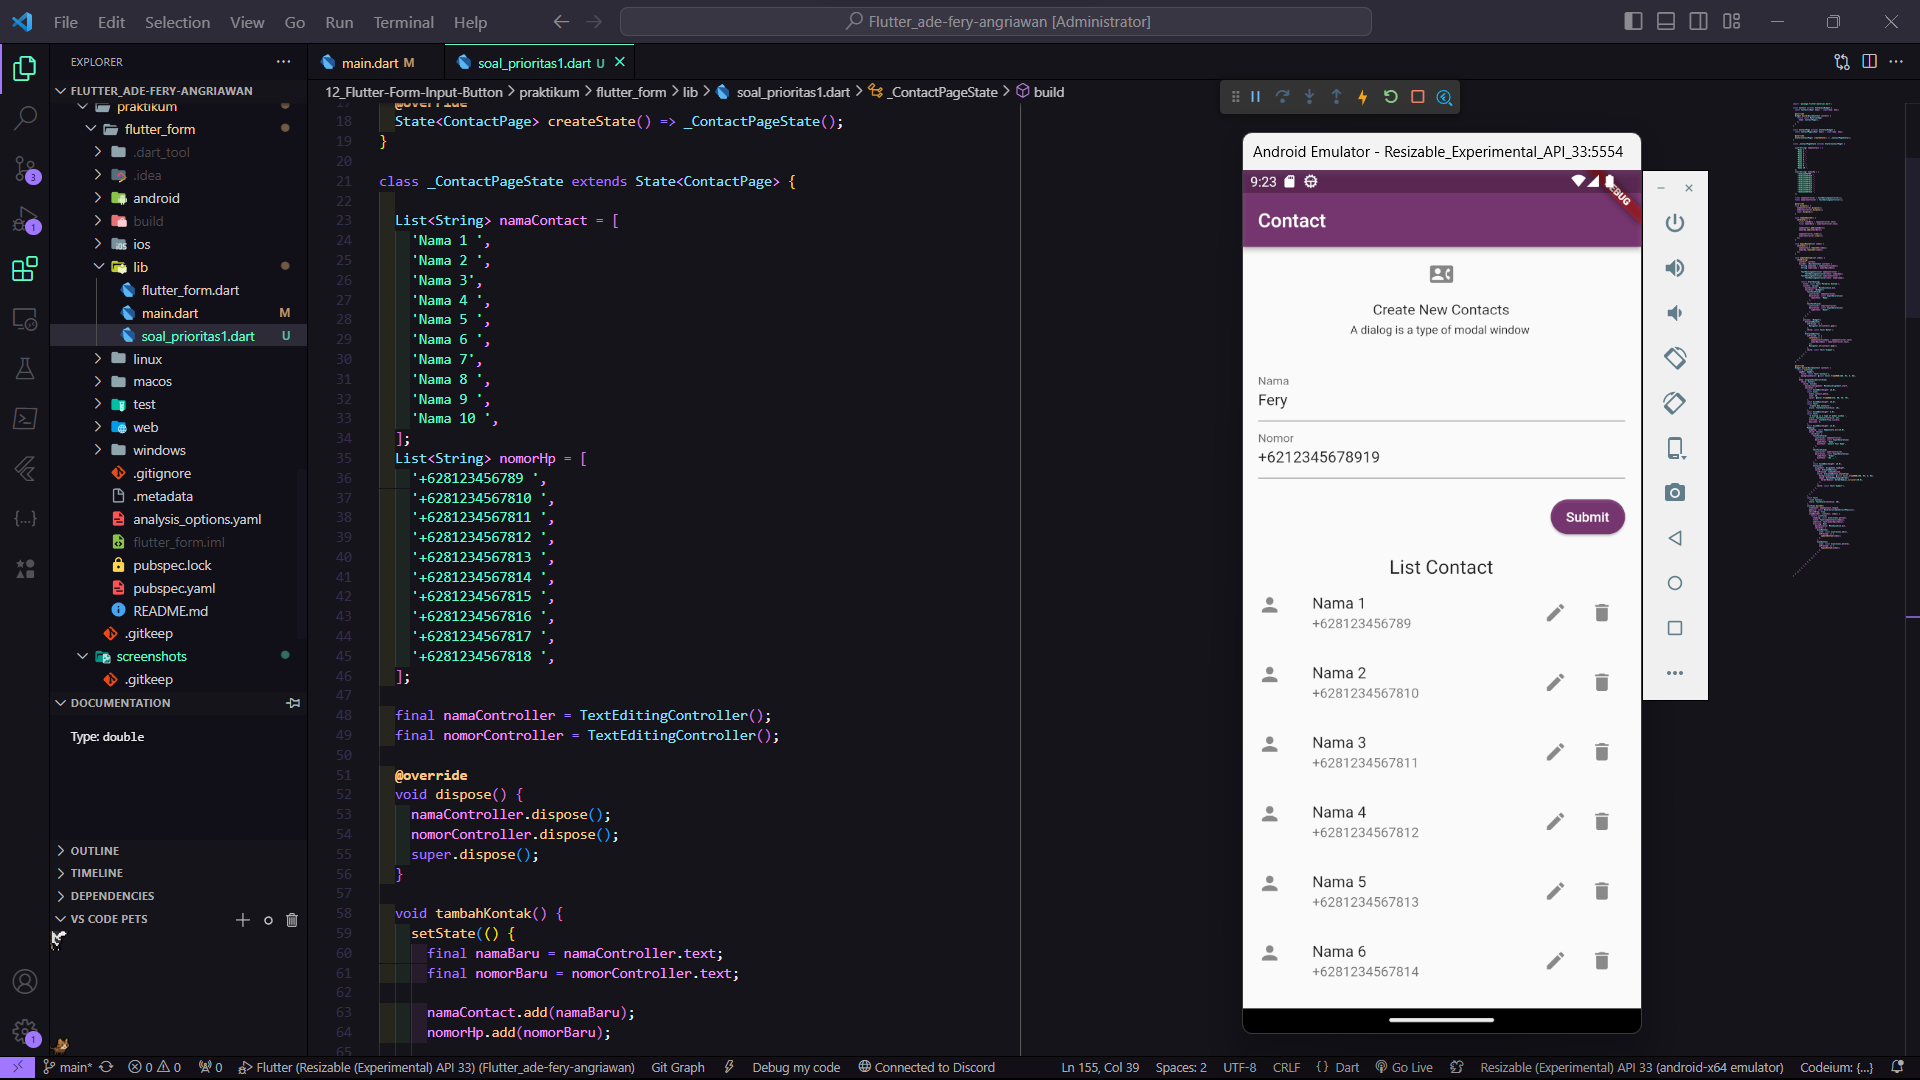 File Edit Selection View Go Run Terminal Help
Flutter_ade-fery-angriawan [Administrator]
EXPLORER
FLUTTER_ADE-FERY-ANGRIAWAN
praktikum
flutter_form
.dart_tool
.idea
android
build
ios
lib
flutter_form.dart
main.dart M
soal_prioritas1.dart U
linux
macos
test
web
windows
.gitignore
.metadata
analysis_options.yaml
flutter_form.iml
pubspec.lock
pubspec.yaml
README.md
.gitkeep
screenshots
.gitkeep
DOCUMENTATION
Type: double
OUTLINE
TIMELINE
DEPENDENCIES
VS CODE PETS
3
1
1
main.dart M
soal_prioritas1.dart U
12_Flutter-Form-Input-Button > praktikum > flutter_form > lib > soal_prioritas1.dart > _ContactPageState > build
17 @override
18 State<ContactPage> createState() => _ContactPageState();
19 }
20
21 class _ContactPageState extends State<ContactPage> {
22
23 List<String> namaContact = [
24 'Nama 1 ',
25 'Nama 2 ',
26 'Nama 3',
27 'Nama 4 ',
28 'Nama 5 ',
29 'Nama 6 ',
30 'Nama 7',
31 'Nama 8 ',
32 'Nama 9 ',
33 'Nama 10 ',
34 ];
35 List<String> nomorHp = [
36 '+628123456789 ',
37 '+6281234567810 ',
38 '+6281234567811 ',
39 '+6281234567812 ',
40 '+6281234567813 ',
41 '+6281234567814 ',
42 '+6281234567815 ',
43 '+6281234567816 ',
44 '+6281234567817 ',
45 '+6281234567818 ',
46 ];
47
48 final namaController = TextEditingController();
49 final nomorController = TextEditingController();
50
51 @override
52 void dispose() {
53 namaController.dispose();
54 nomorController.dispose();
55 super.dispose();
56 }
57
58 void tambahKontak() {
59 setState(() {
60 final namaBaru = namaController.text;
61 final nomorBaru = nomorController.text;
62
63 namaContact.add(namaBaru);
64 nomorHp.add(nomorBaru);
65
Android Emulator - Resizable_Experimental_API_33:5554
9:23
Contact
Create New Contacts
A dialog is a type of modal window
Nama
Fery
Nomor
+6212345678919
Submit
List Contact
Nama 1
+628123456789
Nama 2
+6281234567810
Nama 3
+6281234567811
Nama 4
+6281234567812
Nama 5
+6281234567813
Nama 6
+6281234567814
main* 0 0 0 Flutter (Resizable (Experimental) API 33) (Flutter_ade-fery-angriawan) Git Graph Debug my code Connected to Discord Ln 155, Col 39 Spaces: 2 UTF-8 CRLF { } Dart Go Live Resizable (Experimental) API 33 (android-x64 emulator) Codeium: {...}